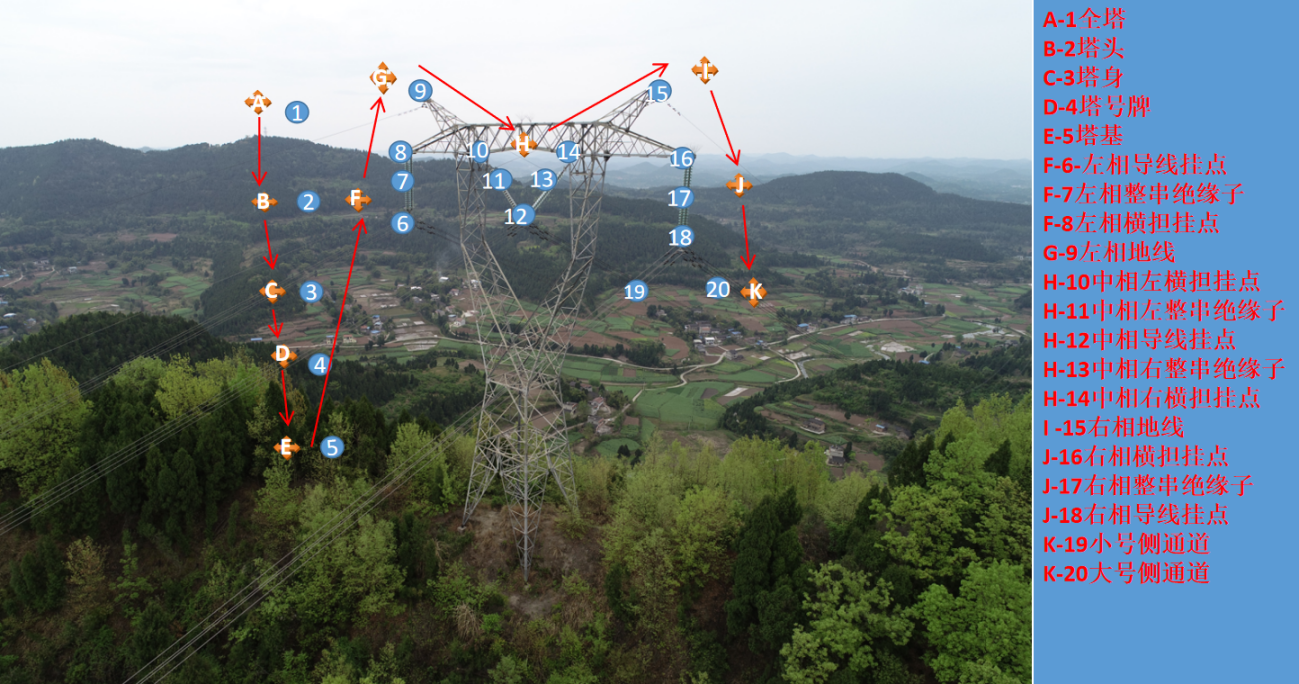 G
I
9
15
A
1
H
8
10
14
16
7
11
13
J
17
B
2
F
12
6
18
C
3
19
20
K
D
4
E
5
A-1全塔
B-2塔头
C-3塔身
D-4塔号牌
E-5塔基
F-6-左相导线挂点
F-7左相整串绝缘子
F-8左相横担挂点
G-9左相地线
H-10中相左横担挂点
H-11中相左整串绝缘子
H-12中相导线挂点
H-13中相右整串绝缘子
H-14中相右横担挂点
I -15右相地线
J-16右相横担挂点
J-17右相整串绝缘子
J-18右相导线挂点
K-19小号侧通道
K-20大号侧通道